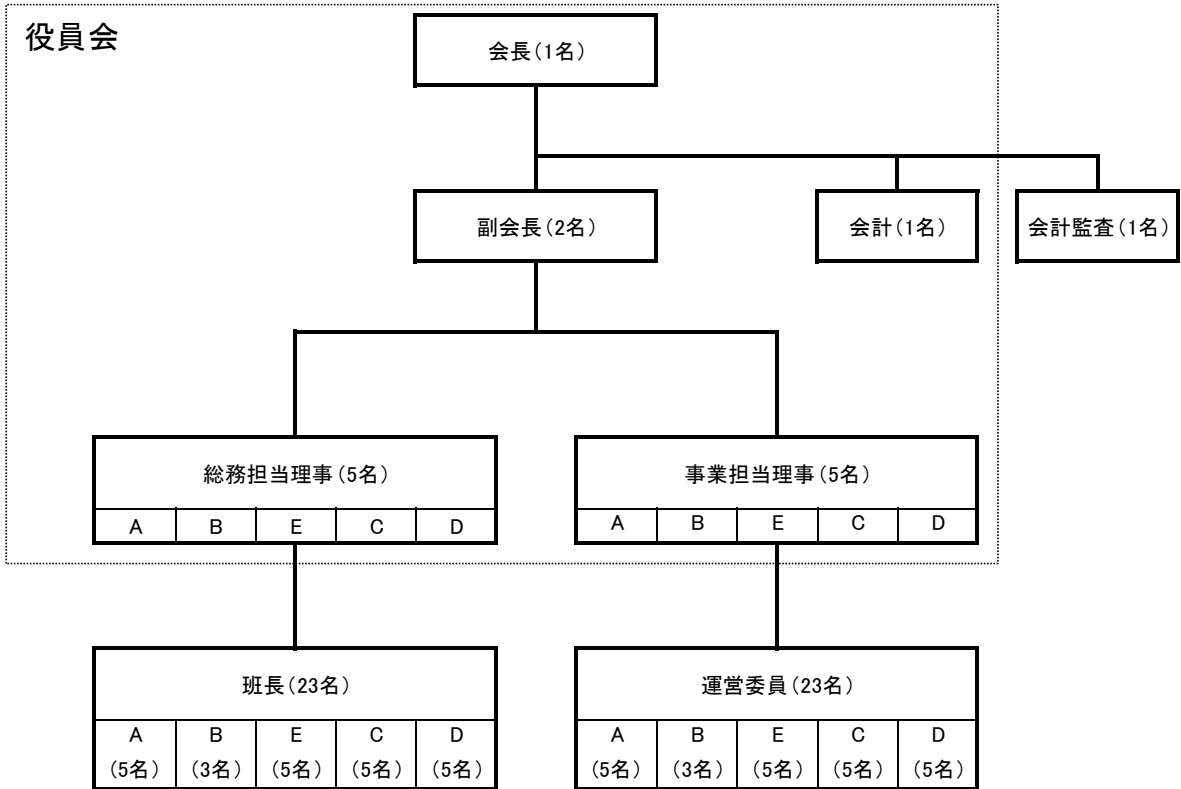 役員会
会長(1名)
副会長(2名)
会計(1名)
会計監査(1名)
総務担当理事(5名)
A B E C D
事業担当理事(5名)
A B E C D
班長(23名)
A B E C D
(5名) (3名) (5名) (5名) (5名)
運営委員(23名)
A B E C D
(5名) (3名) (5名) (5名) (5名)